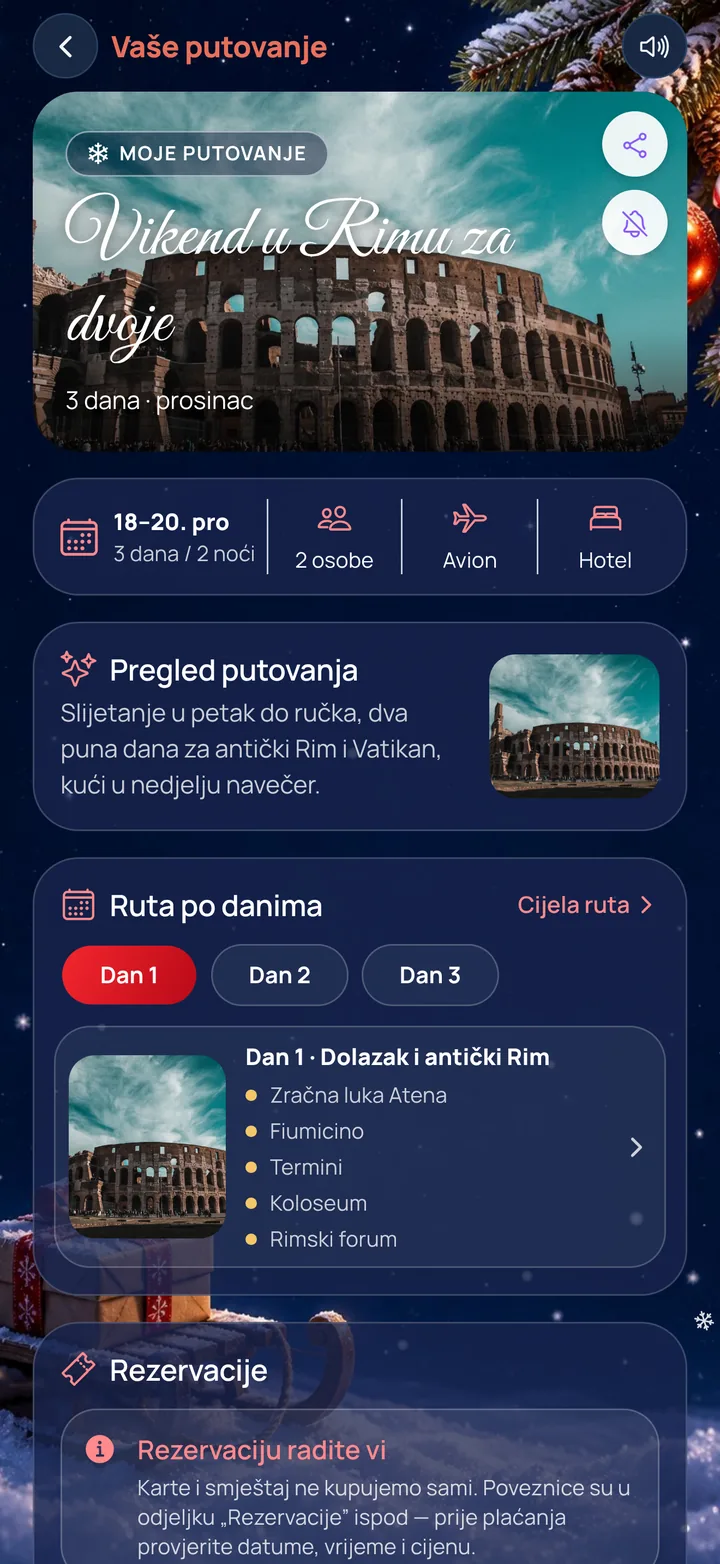 Vaše putovanje
MOJE PUTOVANJE
Vikend u Rimu za
dvoje
3 dana · prosinac
18–20. pro
3 dana / 2 noći
2 osobe
Avion
Hotel
Pregled putovanja
Slijetanje u petak do ručka, dva
puna dana za antički Rim i Vatikan,
kući u nedjelju navečer.
Ruta po danima
Cijela ruta
Dan 1
Dan 2
Dan 3
Dan 1 · Dolazak i antički Rim
Zračna luka Atena
Fiumicino
Termini
Koloseum
Rimski forum
Rezervacije
Rezervaciju radite vi
Karte i smještaj ne kupujemo sami. Poveznice su u
odjeljku „Rezervacije” ispod — prije plaćanja
provjerite datume, vrijeme i cijenu.